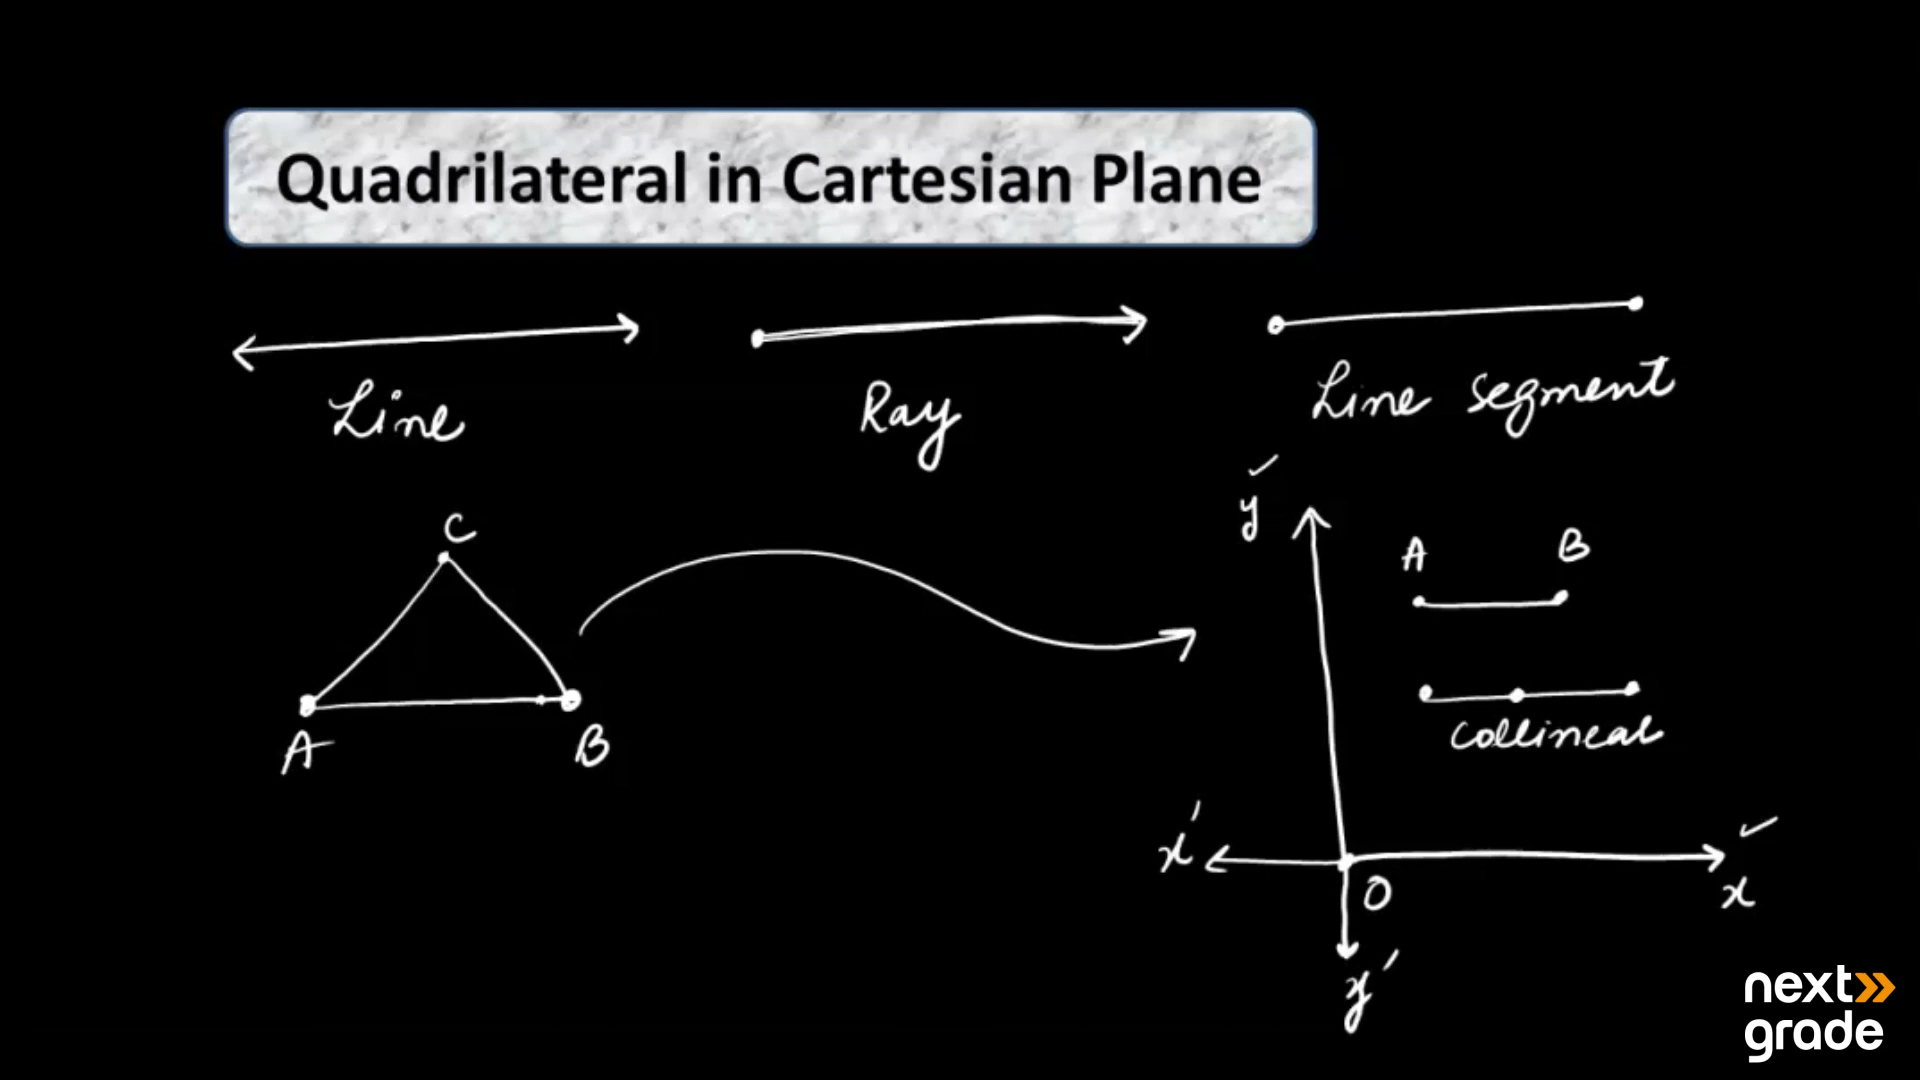 Quadrilateral in Cartesian Plane
Line
Ray
Line segment
C
A
B
y
A B
collinear
x'
O
x
y'
next
grade